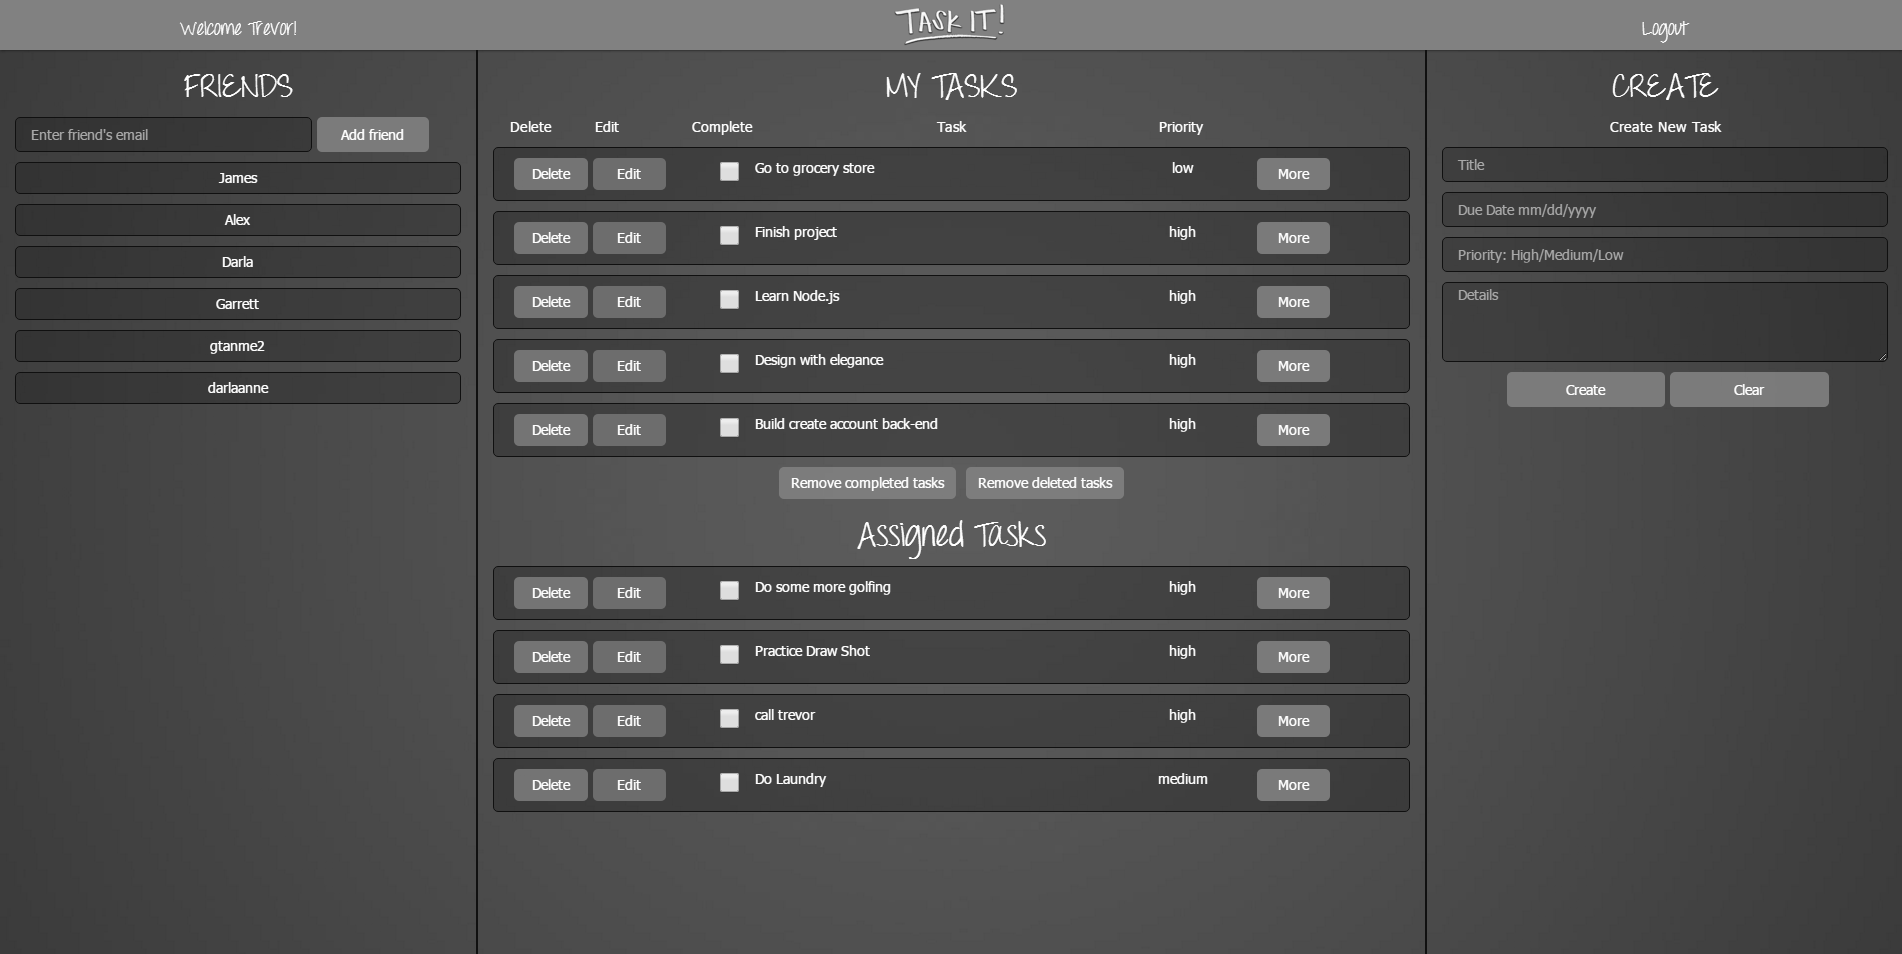 Welcome Trevor!
TASK IT!
Logout
FRIENDS
Enter friend's email
Add friend
James
Alex
Darla
Garrett
gtanme2
darlaanne
MY TASKS
Delete Edit Complete Task Priority
Delete Edit Go to grocery store low More
Delete Edit Finish project high More
Delete Edit Learn Node.js high More
Delete Edit Design with elegance high More
Delete Edit Build create account back-end high More
Remove completed tasks Remove deleted tasks
Assigned Tasks
Delete Edit Do some more golfing high More
Delete Edit Practice Draw Shot high More
Delete Edit call trevor high More
Delete Edit Do Laundry medium More
CREATE
Create New Task
Title
Due Date mm/dd/yyyy
Priority: High/Medium/Low
Details
Create Clear